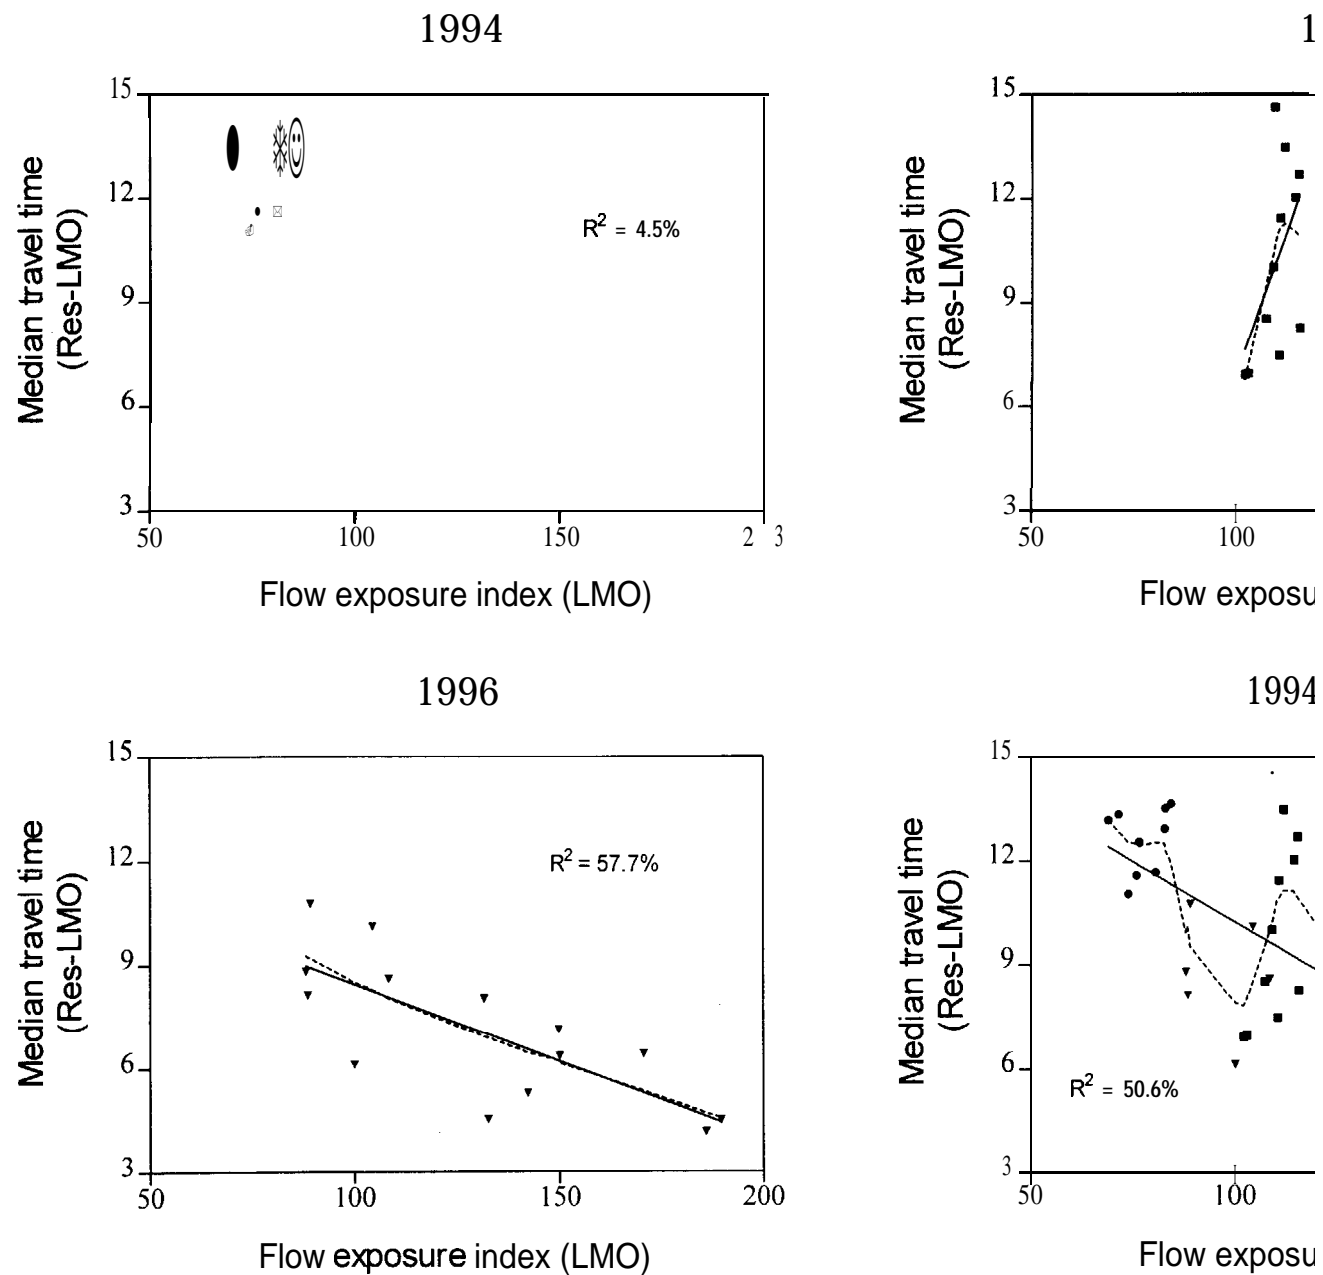 1994
15
12
9
6
3
50 100 150 2 3
Median travel time
(Res-LMO)
R² = 4.5%
Flow exposure index (LMO)
1
15
12
9
6
3
50 100
Median travel time
(Res-LMO)
Flow exposu
1996
15
12
9
6
3
50 100 150 200
Median travel time
(Res-LMO)
R² = 57.7%
Flow exposure index (LMO)
1994
15
12
9
6
3
50 100
Median travel time
(Res-LMO)
R² = 50.6%
Flow exposu